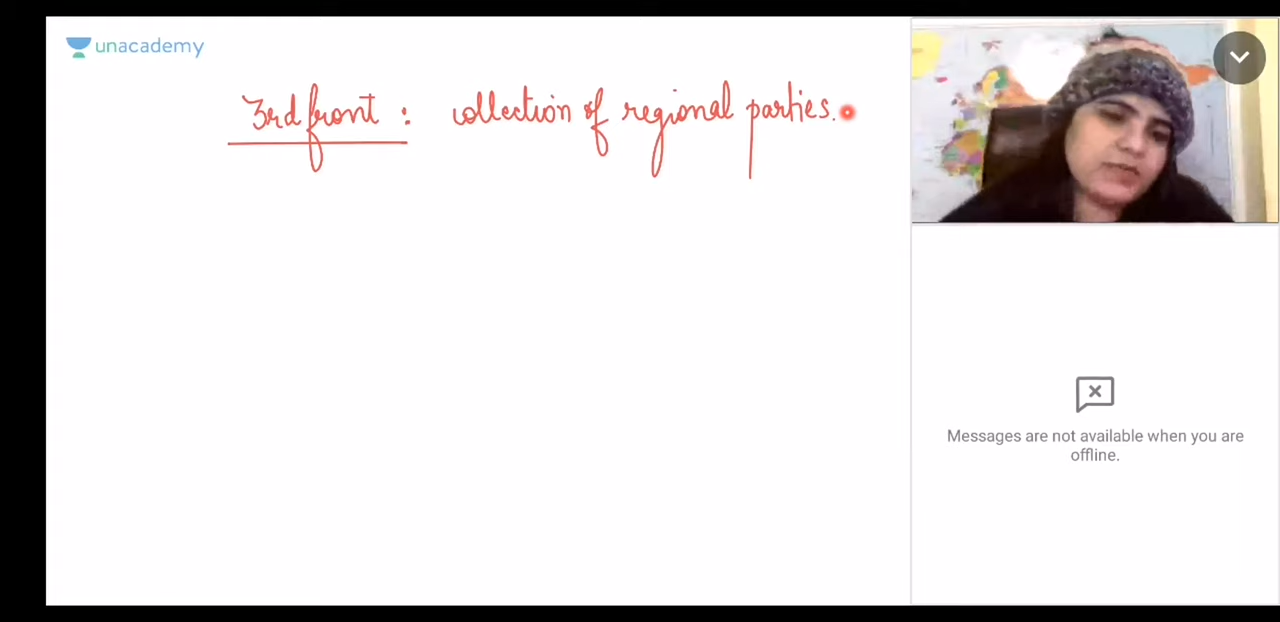 unacademy
3rd front : collection of regional parties.
Messages are not available when you are
offline.